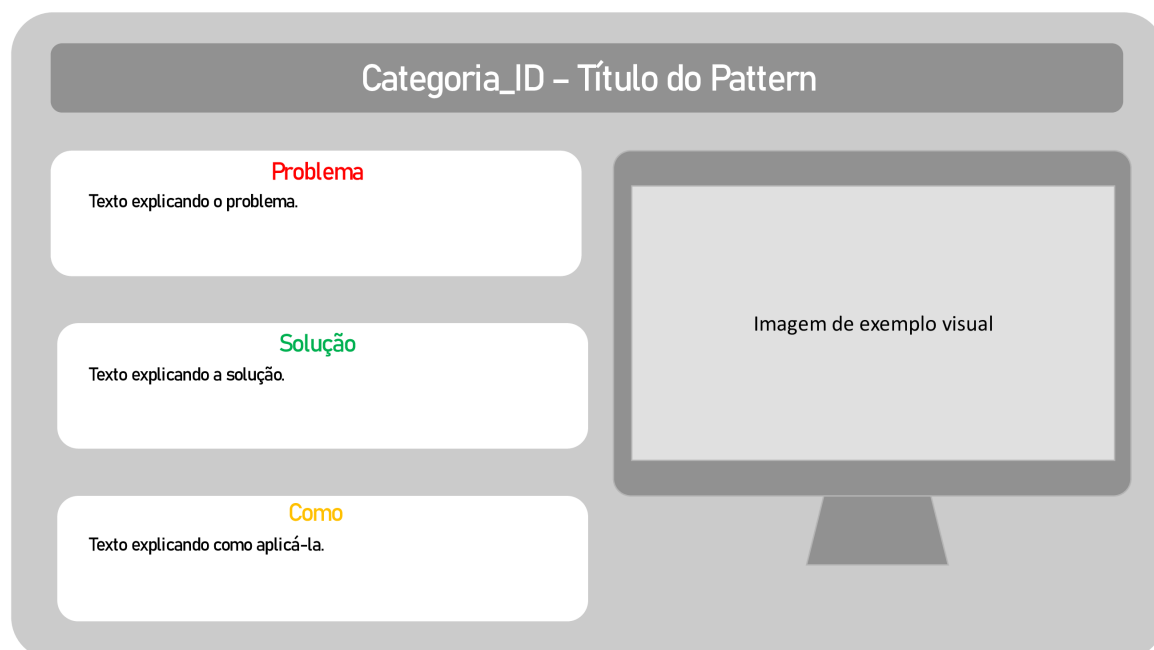 Categoria_ID – Título do Pattern
Problema
Texto explicando o problema.
Solução
Texto explicando a solução.
Como
Texto explicando como aplicá-la.
Imagem de exemplo visual